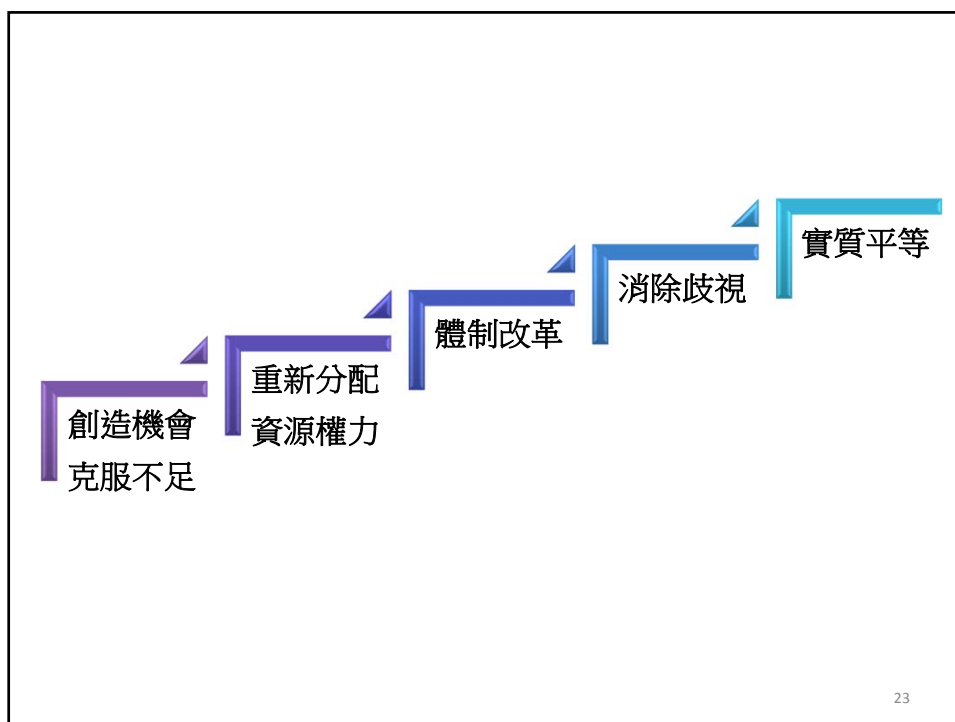 創造機會
克服不足
重新分配
資源權力
體制改革
消除歧視
實質平等
23